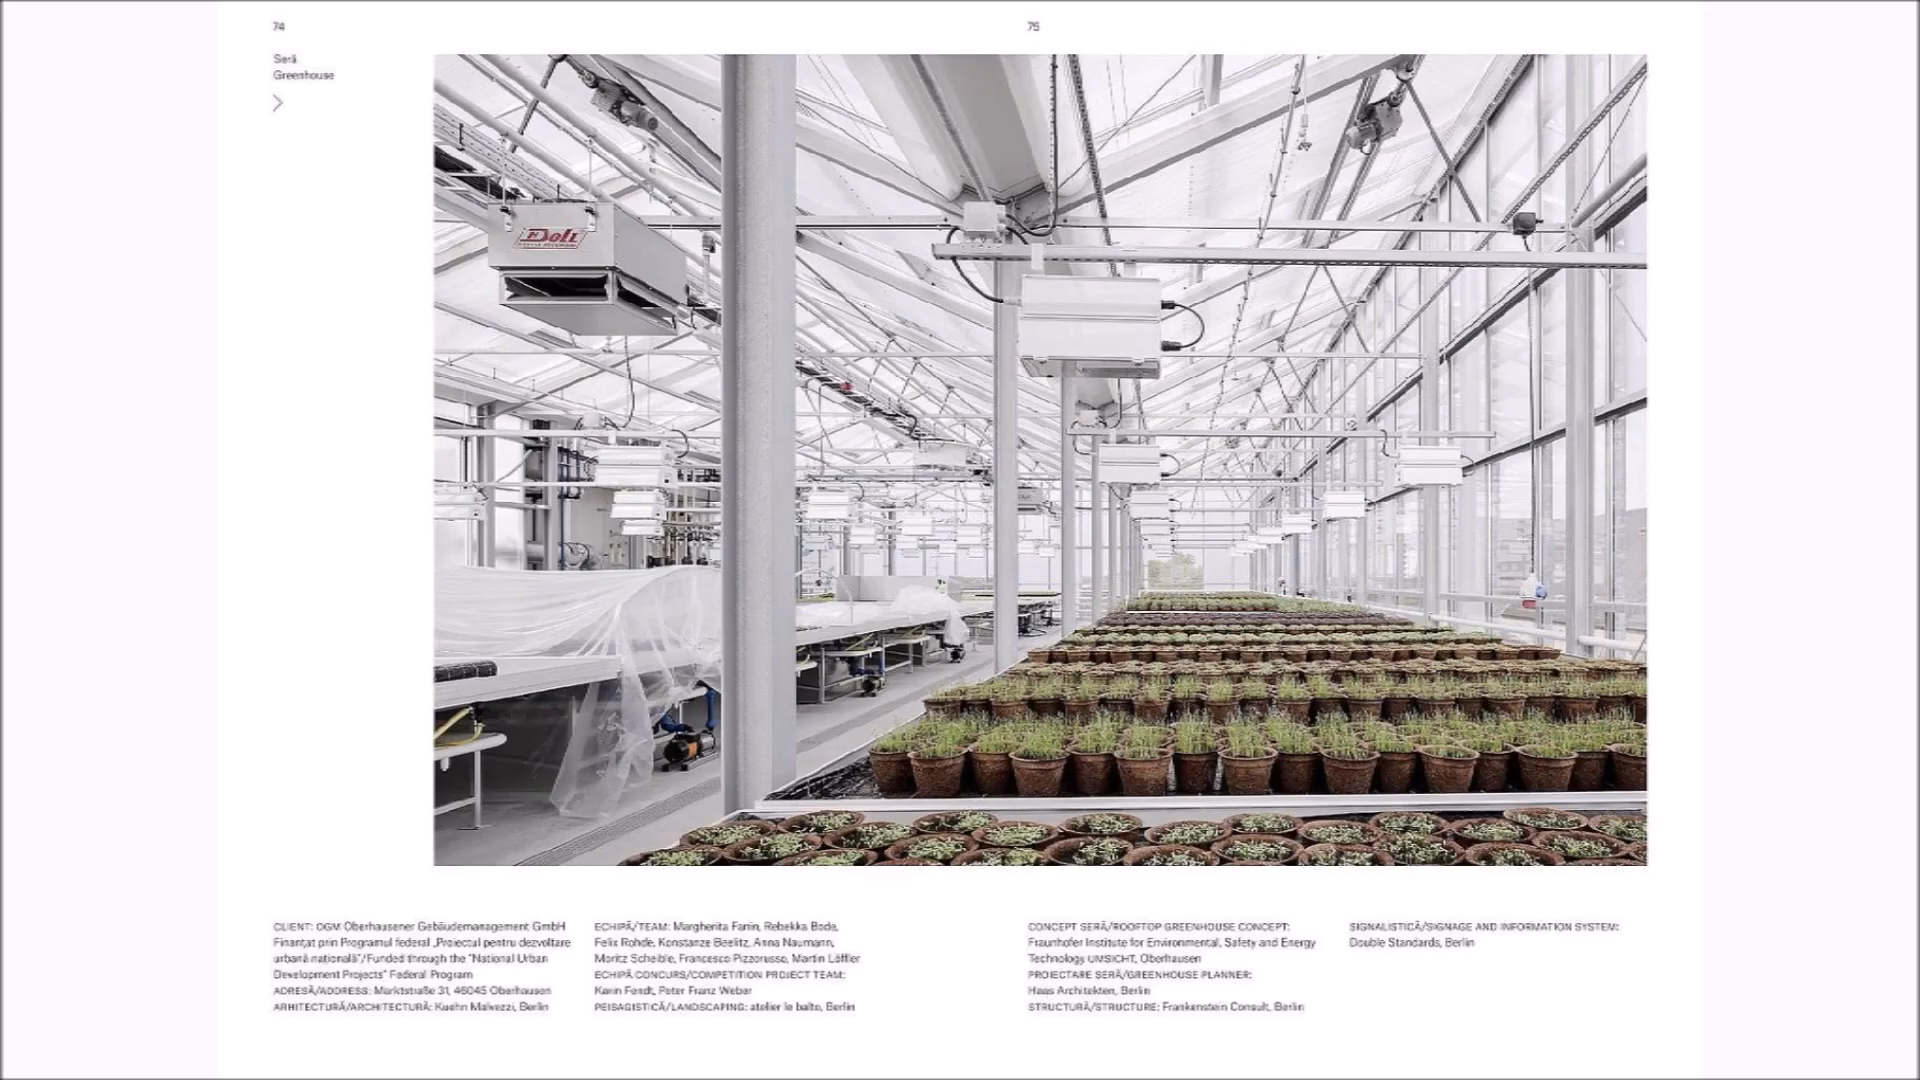 74
75
Seră
Greenhouse
CLIENT: OGM Oberhausener Gebäudemanagement GmbH
Finanțat prin Programul federal „Proiectul pentru dezvoltare
urbană națională”/Funded through the “National Urban
Development Projects” Federal Program
ADRESĂ/ADDRESS: Marktstraße 31, 46045 Oberhausen
ARHITECTURĂ/ARCHITECTURĂ: Kuehn Malvezzi, Berlin
ECHIPĂ/TEAM: Margherita Fanin, Rebekka Bode,
Felix Rohde, Konstanze Beelitz, Anna Naumann,
Moritz Scheible, Francesco Pizzorusso, Martin Löffler
ECHIPĂ CONCURS/COMPETITION PROJECT TEAM:
Karin Fendt, Peter Franz Weber
PEISAGISTICĂ/LANDSCAPING: atelier le balto, Berlin
CONCEPT SERĂ/ROOFTOP GREENHOUSE CONCEPT:
Fraunhofer Institute for Environmental, Safety and Energy
Technology UMSICHT, Oberhausen
PROIECTARE SERĂ/GREENHOUSE PLANNER:
Haas Architekten, Berlin
STRUCTURĂ/STRUCTURE: Frankenstein Consult, Berlin
SIGNALISTICĂ/SIGNAGE AND INFORMATION SYSTEM:
Double Standards, Berlin